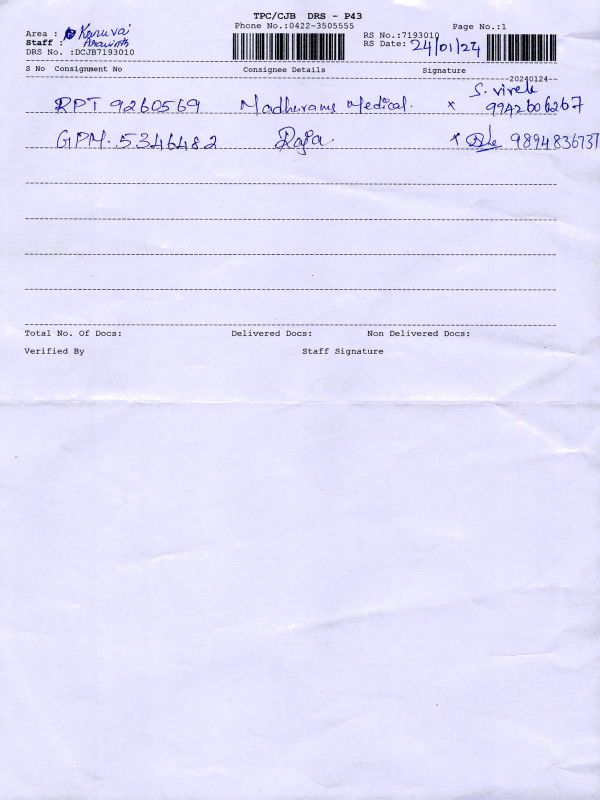 TPC/CJB DRS - P43
Phone No.:0422-3505555
Page No.:1
Area : Kanuvai
RS No.:7193010
Staff : Aravinth
RS Date: 24/01/24
DRS No. :DCJB7193010
S No Consignment No Consignee Details Signature
--20240124--
S. Vivek
RPT 9260569 Madhurams Medical. x 9942606267
GPM. 5346482 Raja x 9894836737
Total No. Of Docs: Delivered Docs: Non Delivered Docs:
Verified By Staff Signature